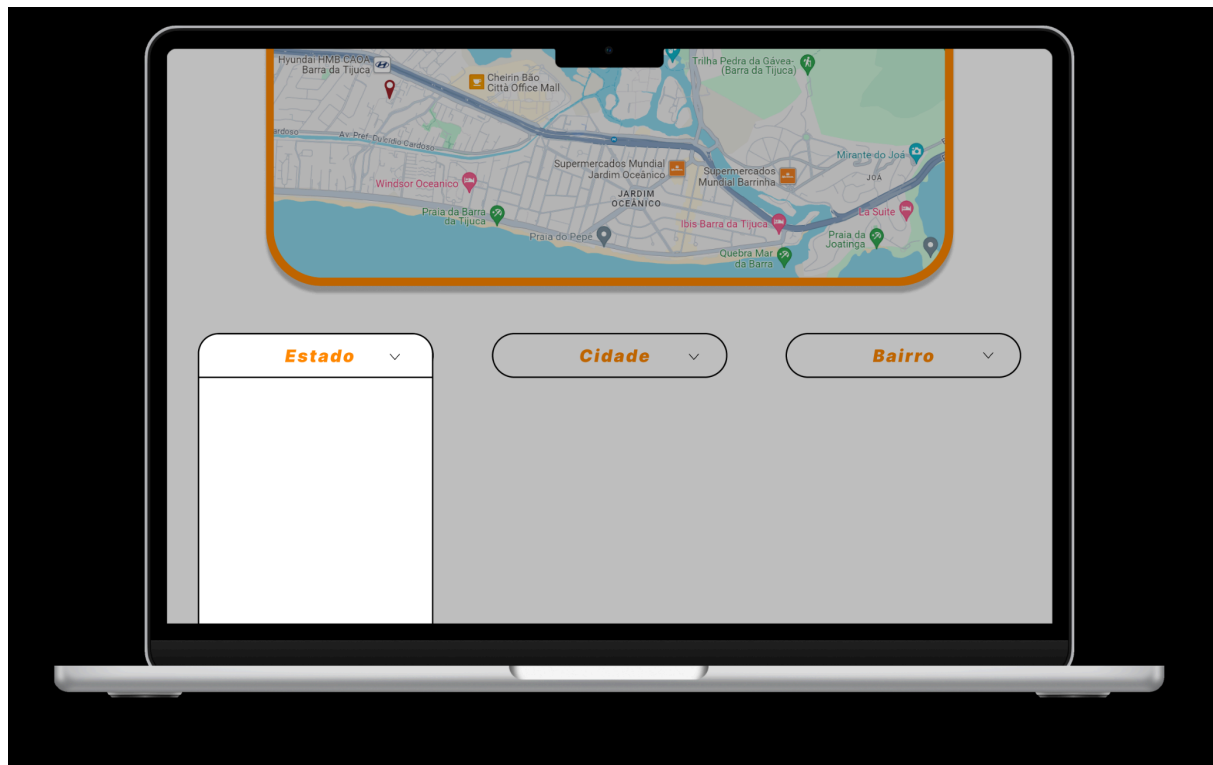 Hyundai HMB CAOA
Barra da Tijuca
Cheirin Bão
Città Office Mall
Trilha Pedra da Gávea-
(Barra da Tijuca)
ardoso
Av. Pref. Dulcídio Cardoso
Supermercados Mundial
Jardim Oceânico
Supermercados
Mundial Barrinha
Mirante do Joá
JOÁ
Windsor Oceanico
JARDIM
OCEÂNICO
Praia da Barra
da Tijuca
Ibis Barra da Tijuca
La Suite
Praia do Pepê
Praia da
Joatinga
Quebra Mar
da Barra
Estado
Cidade
Bairro